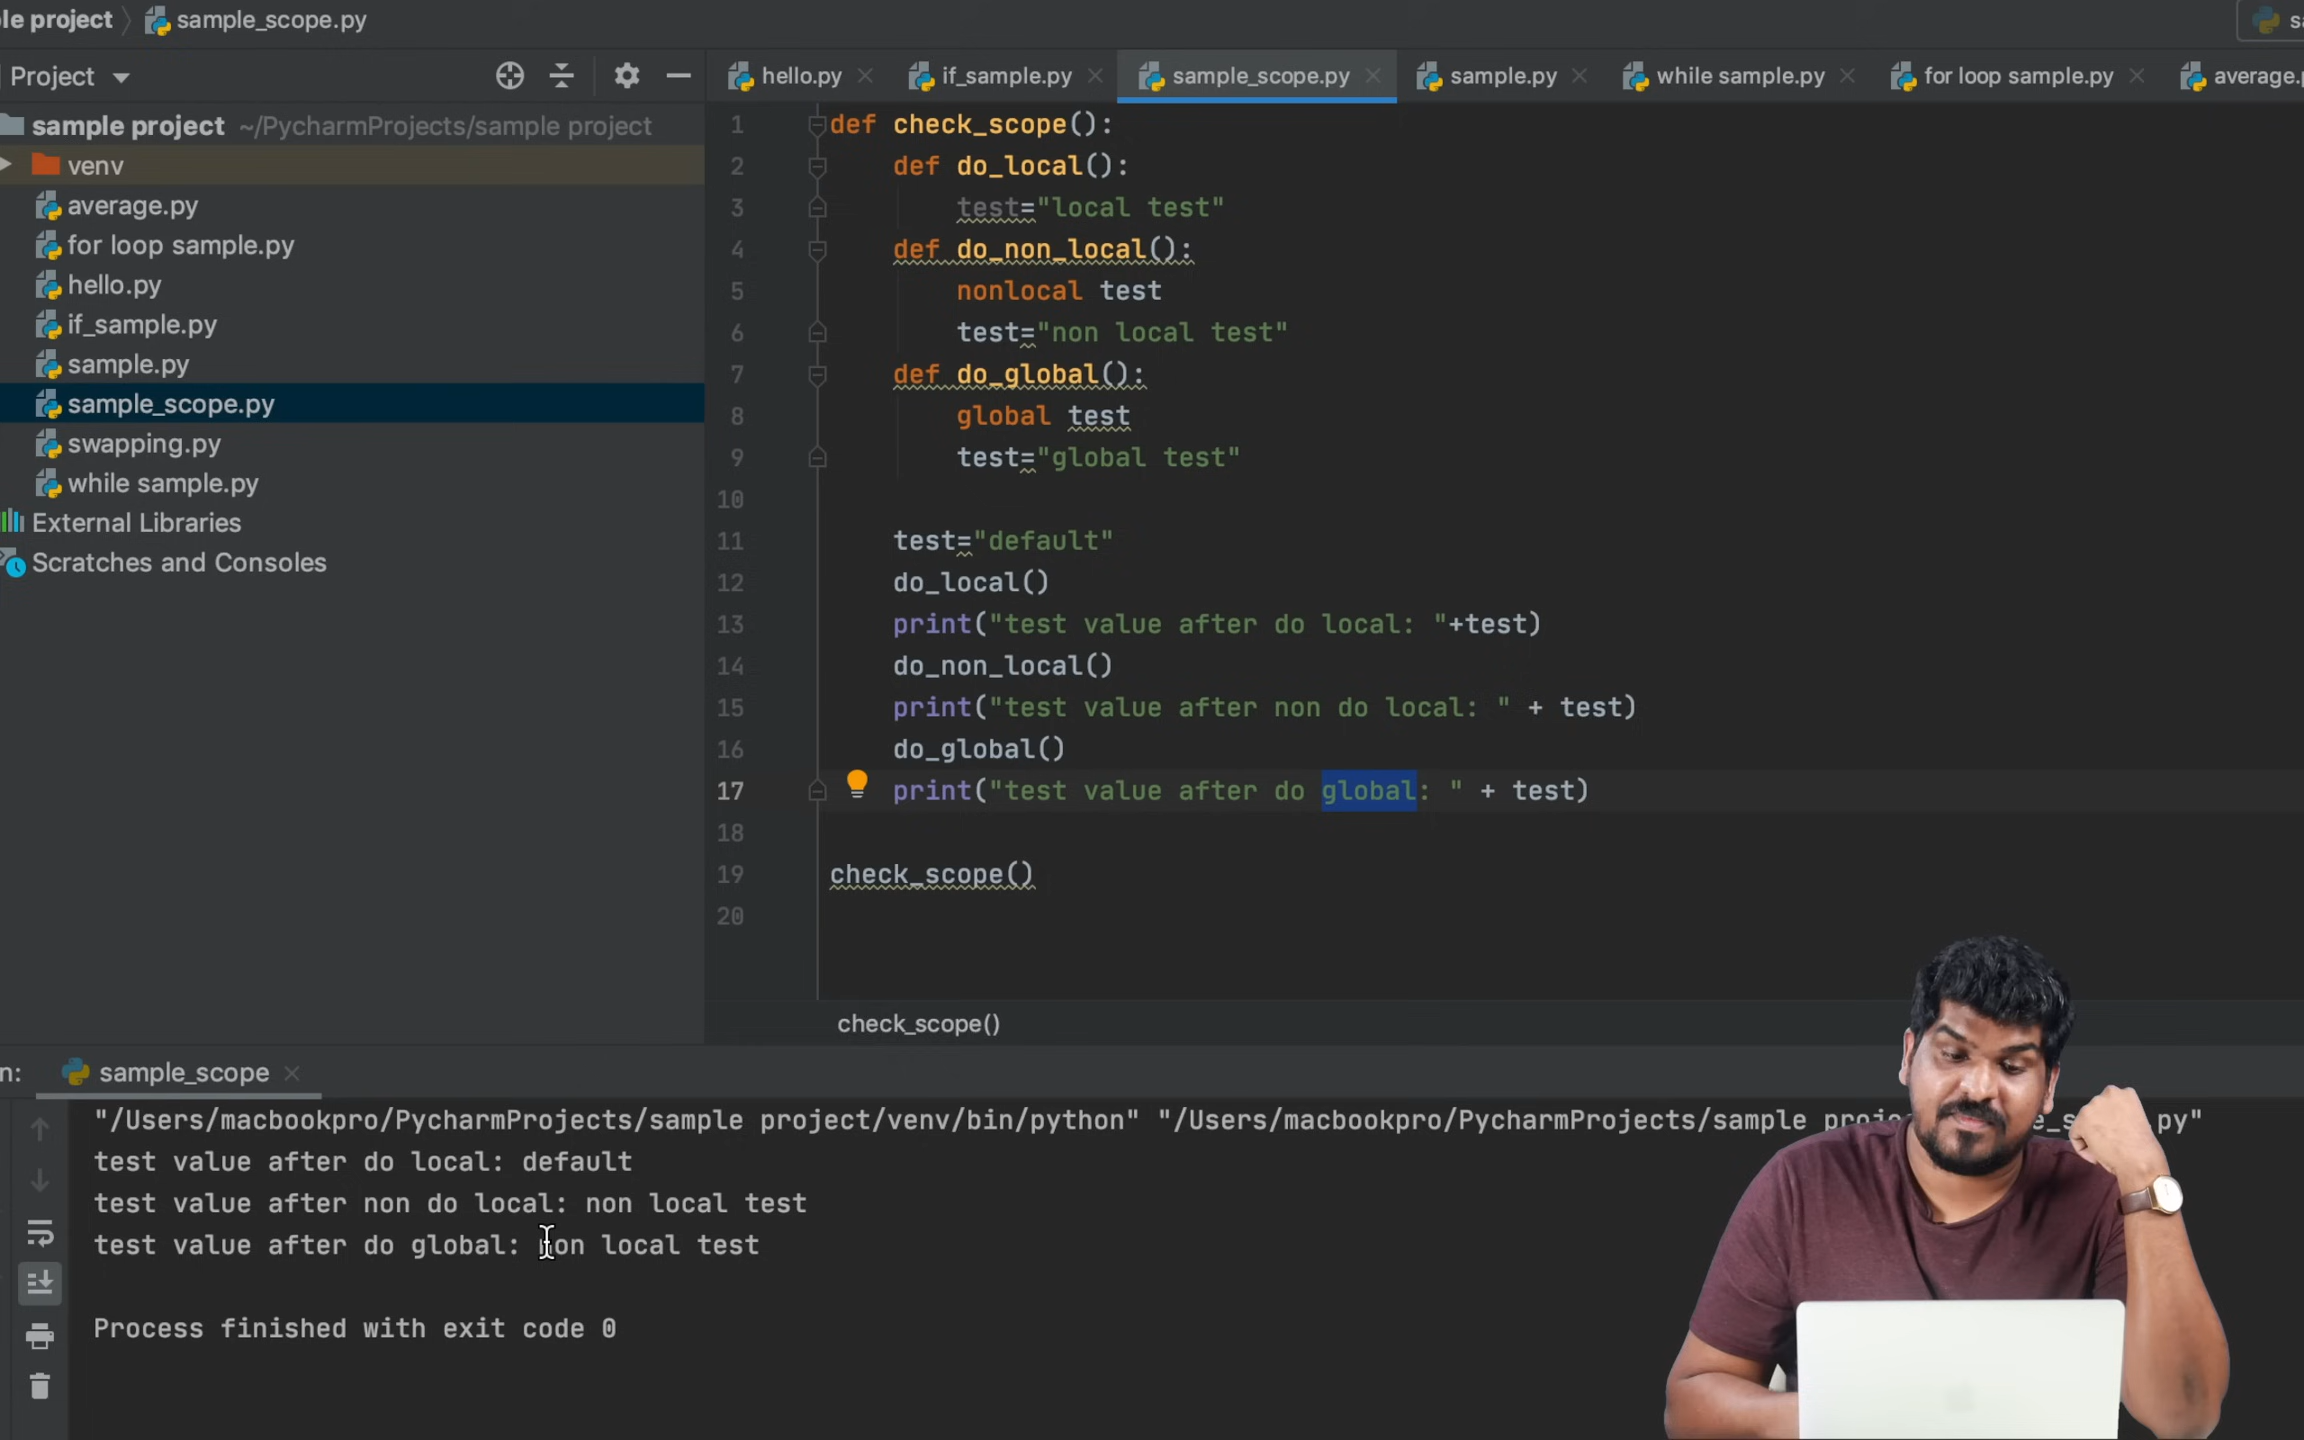 le project
sample_scope.py
Project
hello.py
if_sample.py
sample_scope.py
sample.py
while sample.py
for loop sample.py
average.
sample project ~/PycharmProjects/sample project
venv
average.py
for loop sample.py
hello.py
if_sample.py
sample.py
sample_scope.py
swapping.py
while sample.py
External Libraries
Scratches and Consoles
1 def check_scope():
2 def do_local():
3 test="local test"
4 def do_non_local():
5 nonlocal test
6 test="non local test"
7 def do_global():
8 global test
9 test="global test"
10
11 test="default"
12 do_local()
13 print("test value after do local: "+test)
14 do_non_local()
15 print("test value after non do local: " + test)
16 do_global()
17 print("test value after do global: " + test)
18
19 check_scope()
20
check_scope()
n: sample_scope
"/Users/macbookpro/PycharmProjects/sample project/venv/bin/python" "/Users/macbookpro/PycharmProjects/sample py"
test value after do local: default
test value after non do local: non local test
test value after do global: non local test
Process finished with exit code 0